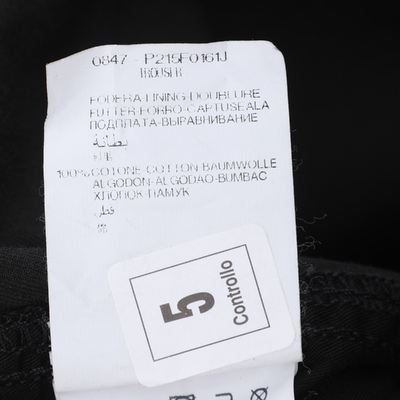 0847 - P215F0161J
TROUSER
FODERA-LINING-DOUBLURE
FUTTER-FORRO-CAPTUSEALA
ПОДПЛАТА-ВЫРАВНИВАНИЕ
بطانة
100%COTONE-COTTON-BAUMWOLLE
ALGODON-ALGODAO-BUMBAC
ХЛОПОК-ПАМУК
قطن
5
Controllo